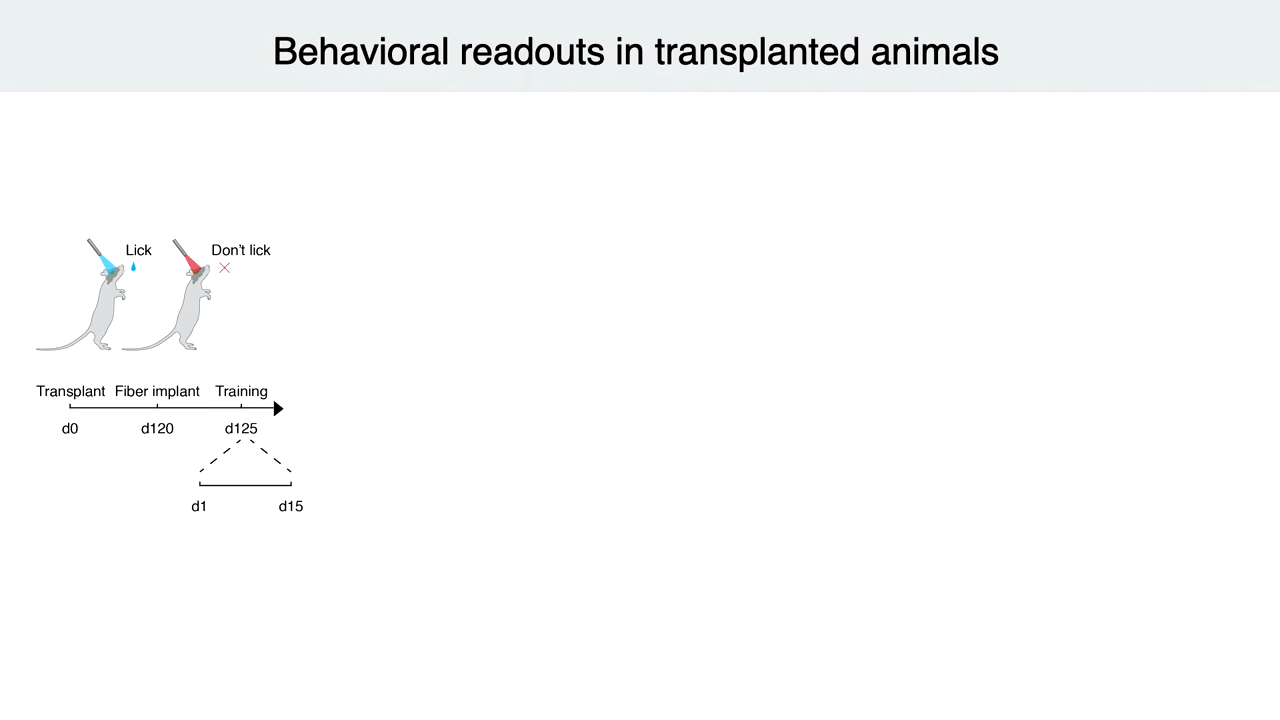 Behavioral readouts in transplanted animals
Lick
Don't lick
Transplant Fiber implant Training
d0 d120 d125
d1 d15